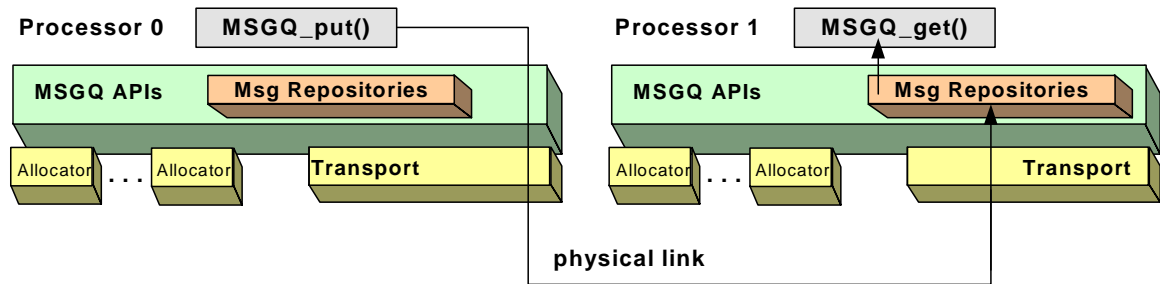 Processor 0
MSGQ_put()
Processor 1
MSGQ_get()
MSGQ APIs
Msg Repositories
MSGQ APIs
Msg Repositories
Allocator
. . .
Allocator
Transport
Allocator
. . .
Allocator
Transport
physical link